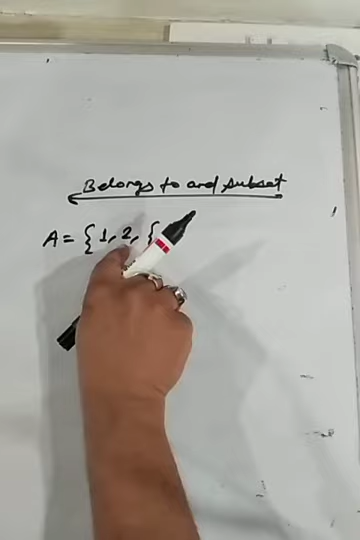 Belongs to and subset
A = { 1, 2, {